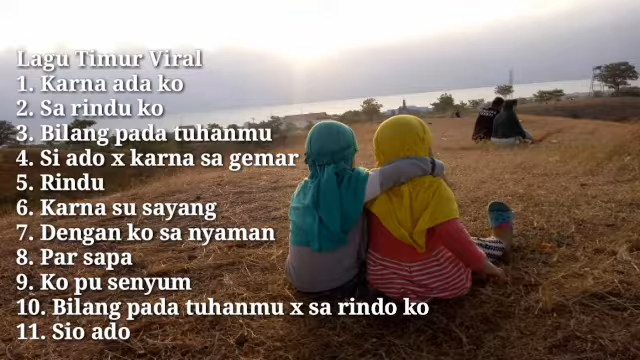 Lagu Timur Viral
1. Karna ada ko
2. Sa rindu ko
3. Bilang pada tuhanmu
4. Si ado x karna sa gemar
5. Rindu
6. Karna su sayang
7. Dengan ko sa nyaman
8. Par sapa
9. Ko pu senyum
10. Bilang pada tuhanmu x sa rindo ko
11. Sio ado